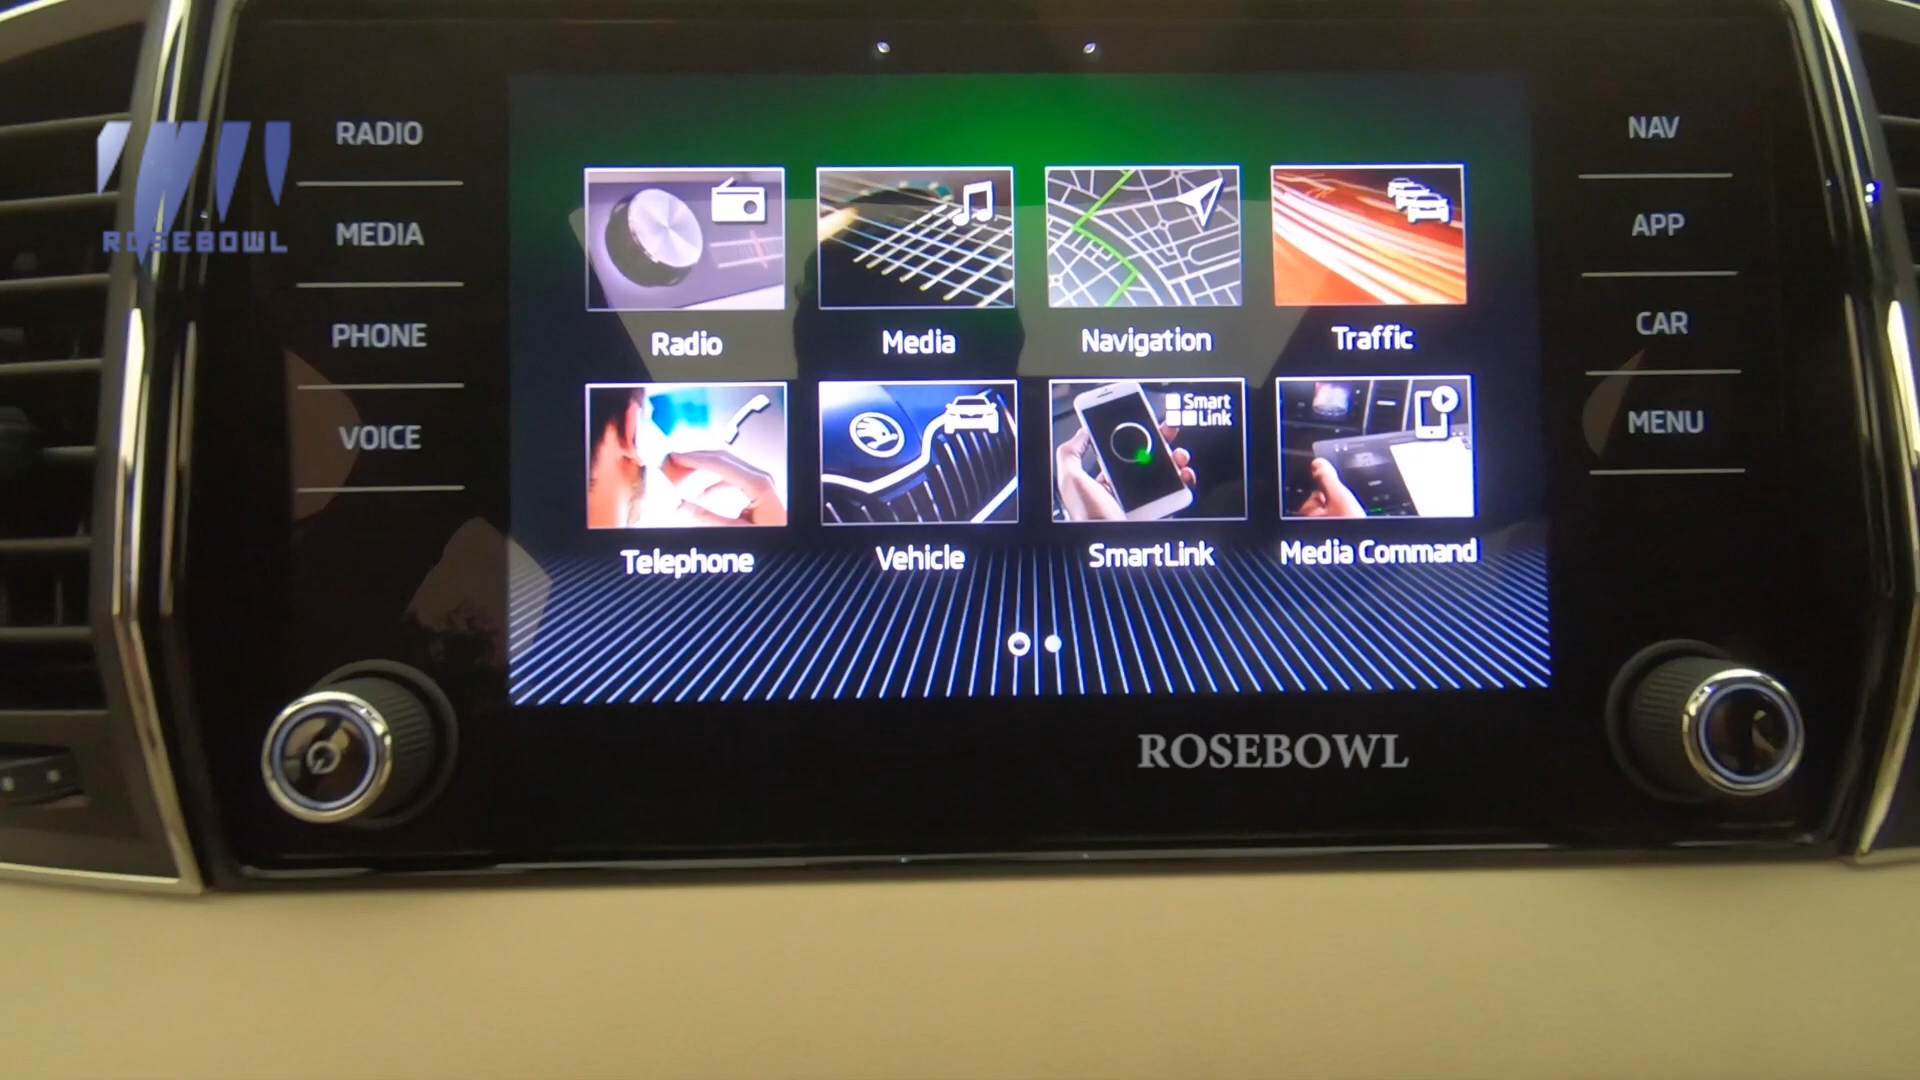 RADIO
MEDIA
PHONE
VOICE
ROSEBOWL
Radio
Media
Navigation
Traffic
Smart
Link
Telephone
Vehicle
SmartLink
Media Command
NAV
APP
CAR
MENU
ROSEBOWL